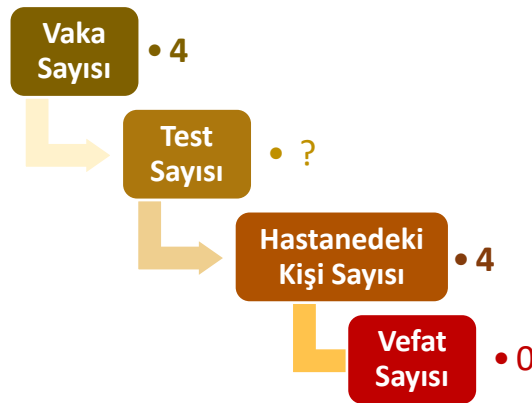 Vaka
Sayısı
• 4
Test
Sayısı
• ?
Hastanedeki
Kişi Sayısı
• 4
Vefat
Sayısı
• 0